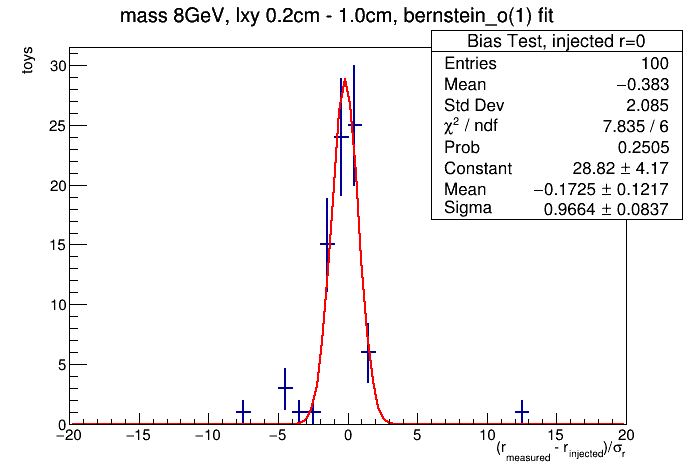 mass 8GeV, lxy 0.2cm - 1.0cm, bernstein_o(1) fit
Bias Test, injected r=0
Entries 100
Mean −0.383
Std Dev 2.085
χ² / ndf 7.835 / 6
Prob 0.2505
Constant 28.82 ± 4.17
Mean −0.1725 ± 0.1217
Sigma 0.9664 ± 0.0837
toys
30
25
20
15
10
5
0
−20 −15 −10 −5 0 5 10 15 20
(r_measured - r_injected)/σ_r